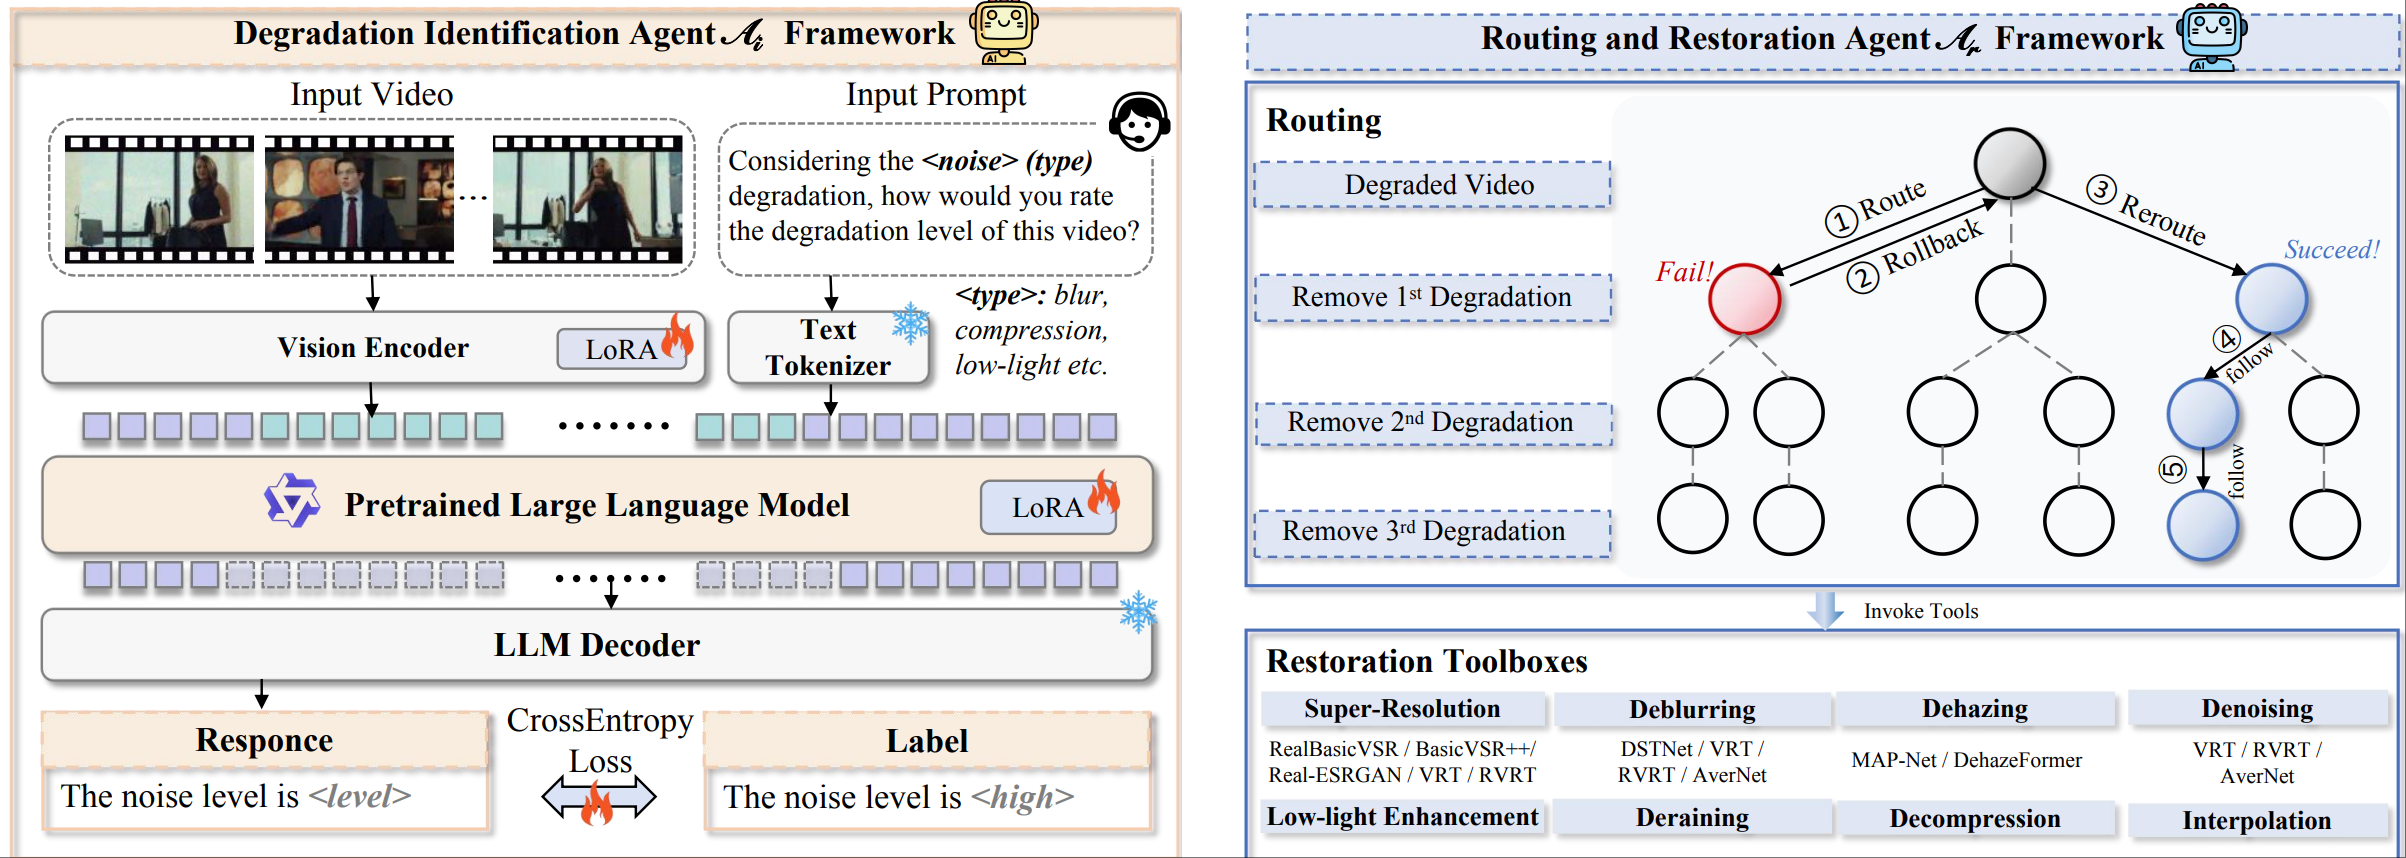 Degradation Identification Agent 𝒜ᵢ Framework
AI
Input Video
Input Prompt
Considering the <noise> (type)
degradation, how would you rate
the degradation level of this video?
...
<type>: blur,
compression,
low-light etc.
Vision Encoder
LoRA
Text
Tokenizer
.......
Pretrained Large Language Model
LoRA
.......
LLM Decoder
Responce
The noise level is <level>
CrossEntropy
Loss
Label
The noise level is <high>
Routing and Restoration Agent 𝒜ᵣ Framework
AI
Routing
Degraded Video
Remove 1st Degradation
Remove 2nd Degradation
Remove 3rd Degradation
① Route
② Rollback
③ Reroute
Fail!
Succeed!
④
follow
⑤
follow
Invoke Tools
Restoration Toolboxes
Super-Resolution
RealBasicVSR / BasicVSR++/
Real-ESRGAN / VRT / RVRT
Deblurring
DSTNet / VRT /
RVRT / AverNet
Dehazing
MAP-Net / DehazeFormer
Denoising
VRT / RVRT /
AverNet
Low-light Enhancement
Deraining
Decompression
Interpolation